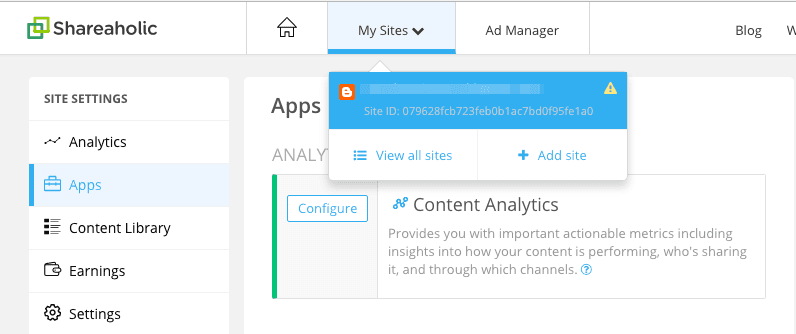 Shareaholic
My Sites
Ad Manager
Blog
W
SITE SETTINGS
Analytics
Apps
Content Library
Earnings
Settings
Apps
Site ID: 079628fcb723feb0b1ac7bd0f95fe1a0
View all sites
Add site
ANALY
Configure
Content Analytics
Provides you with important actionable metrics including
insights into how your content is performing, who's sharing
it, and through which channels.